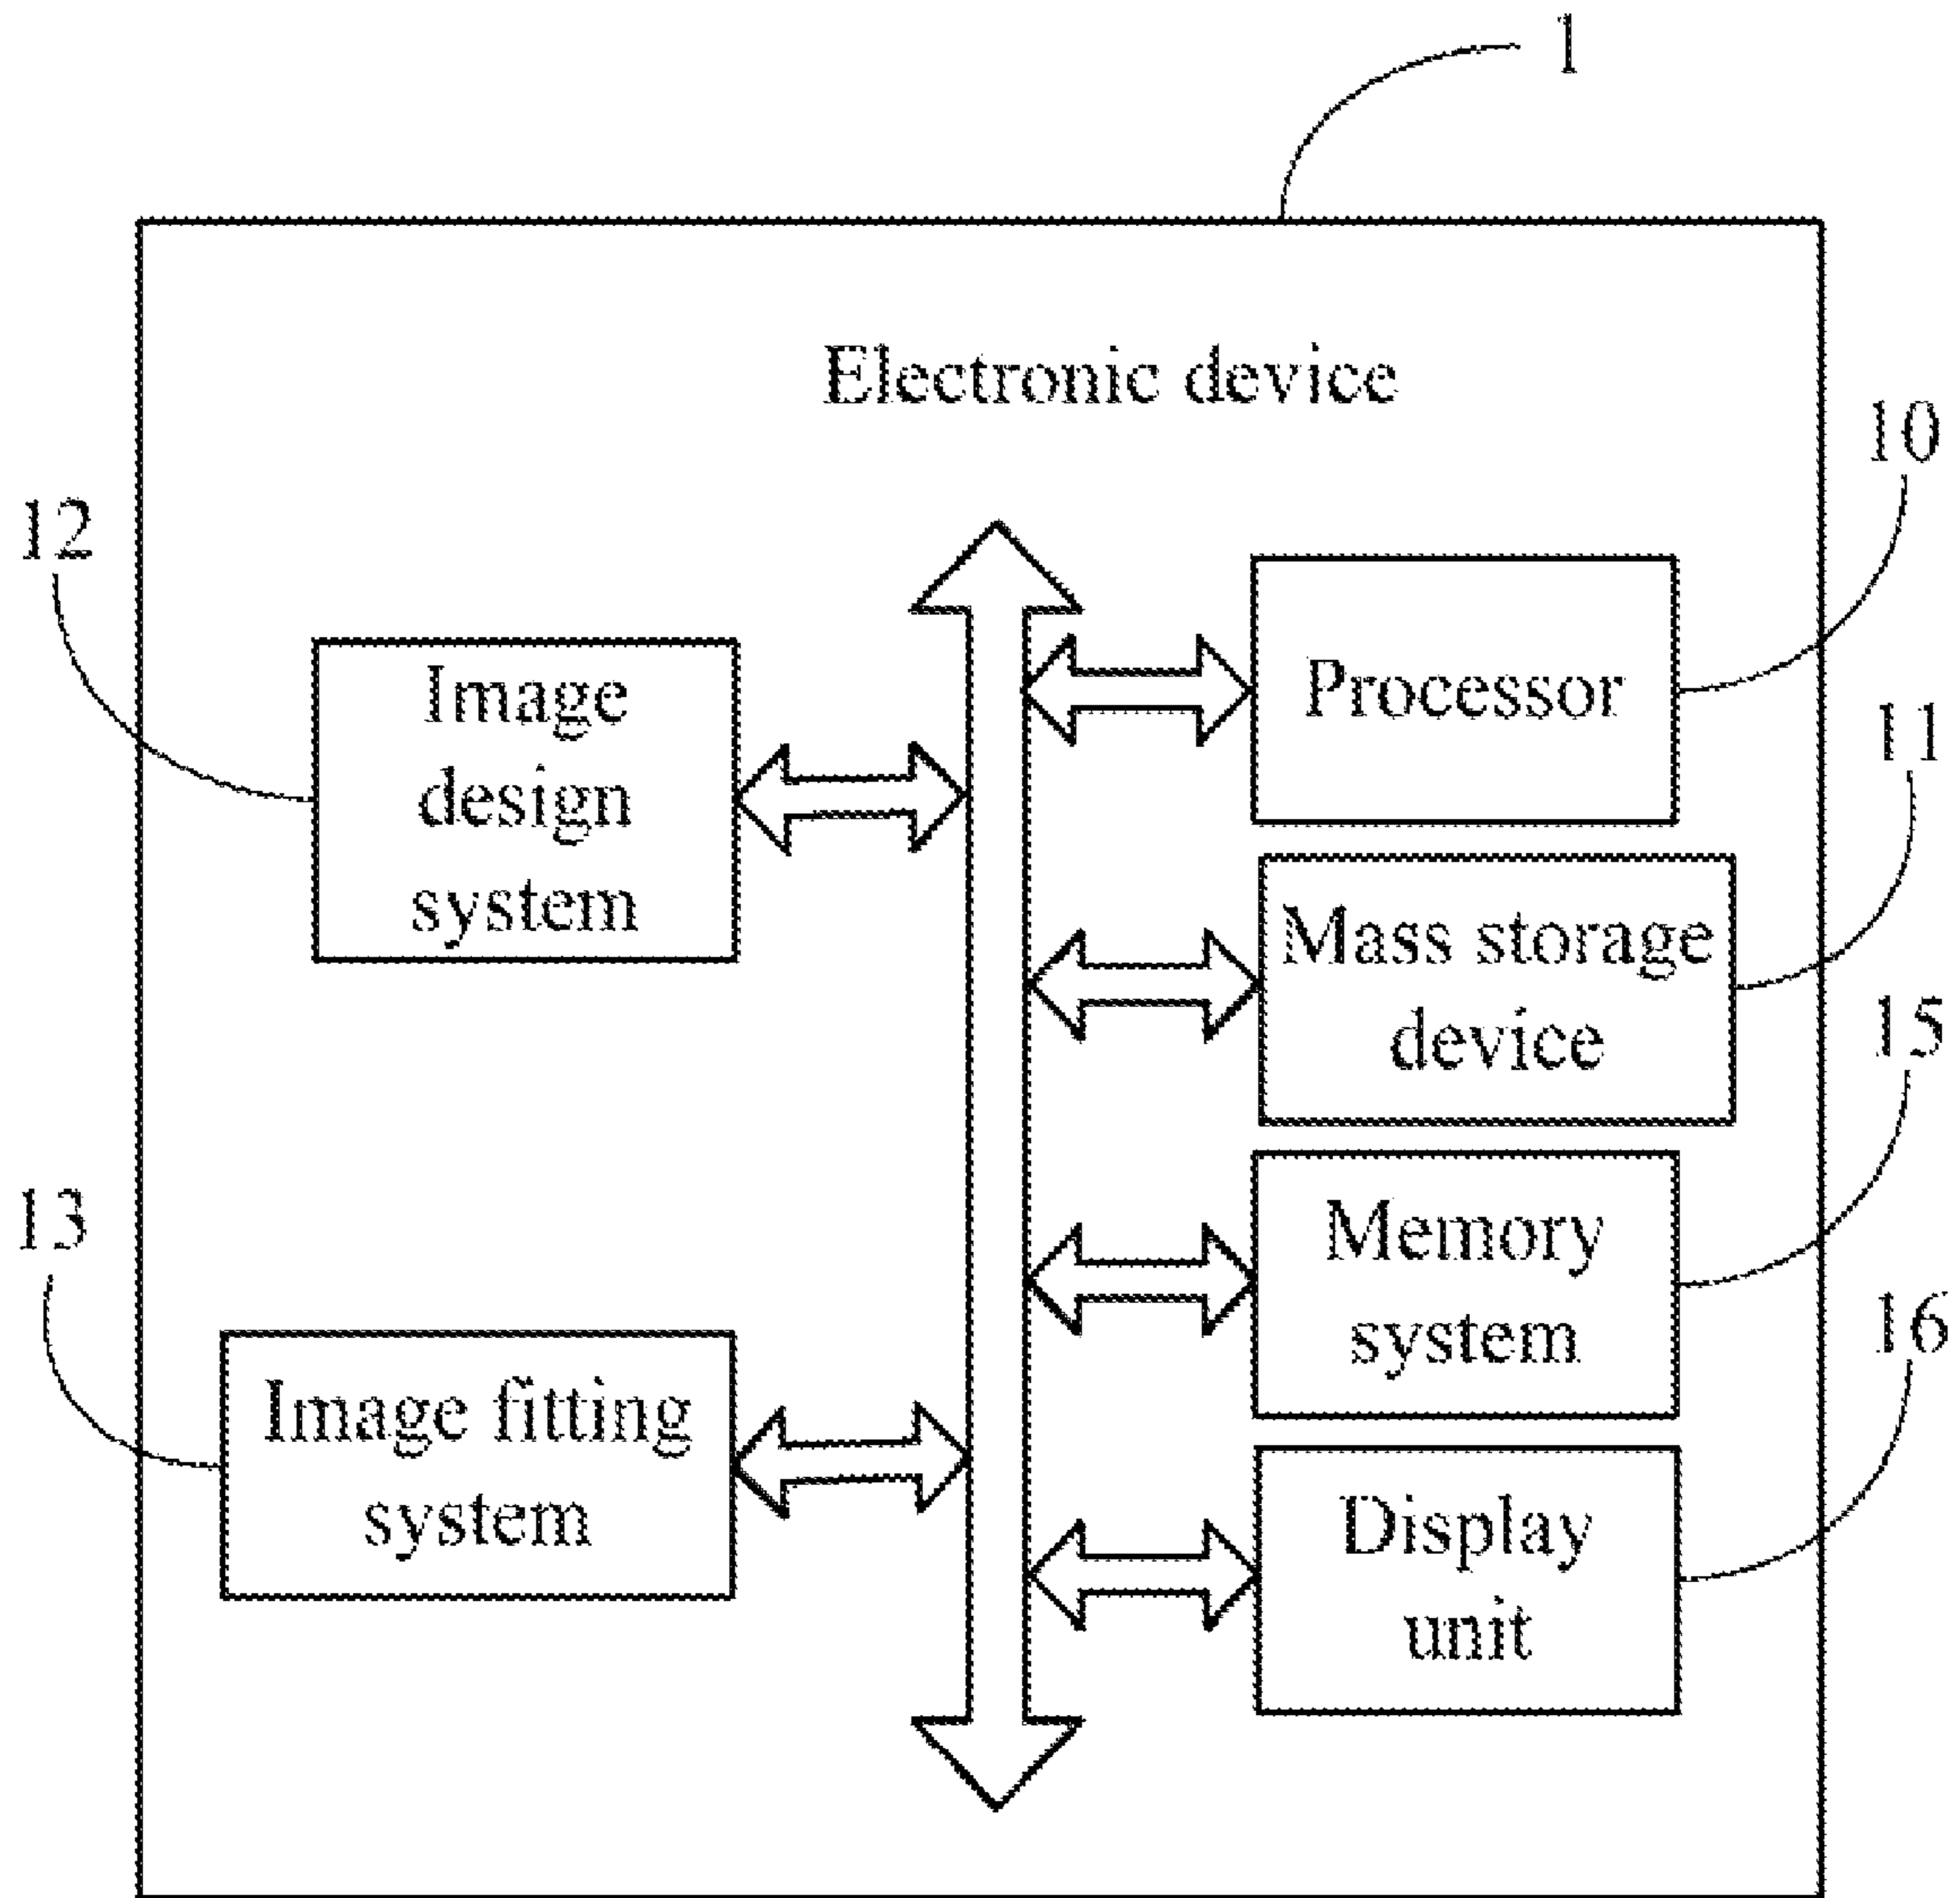 1
Electronic device
10
12
Processor
Image
design
system
11
Mass storage
device
15
Memory
system
13
Image fitting
system
16
Display
unit